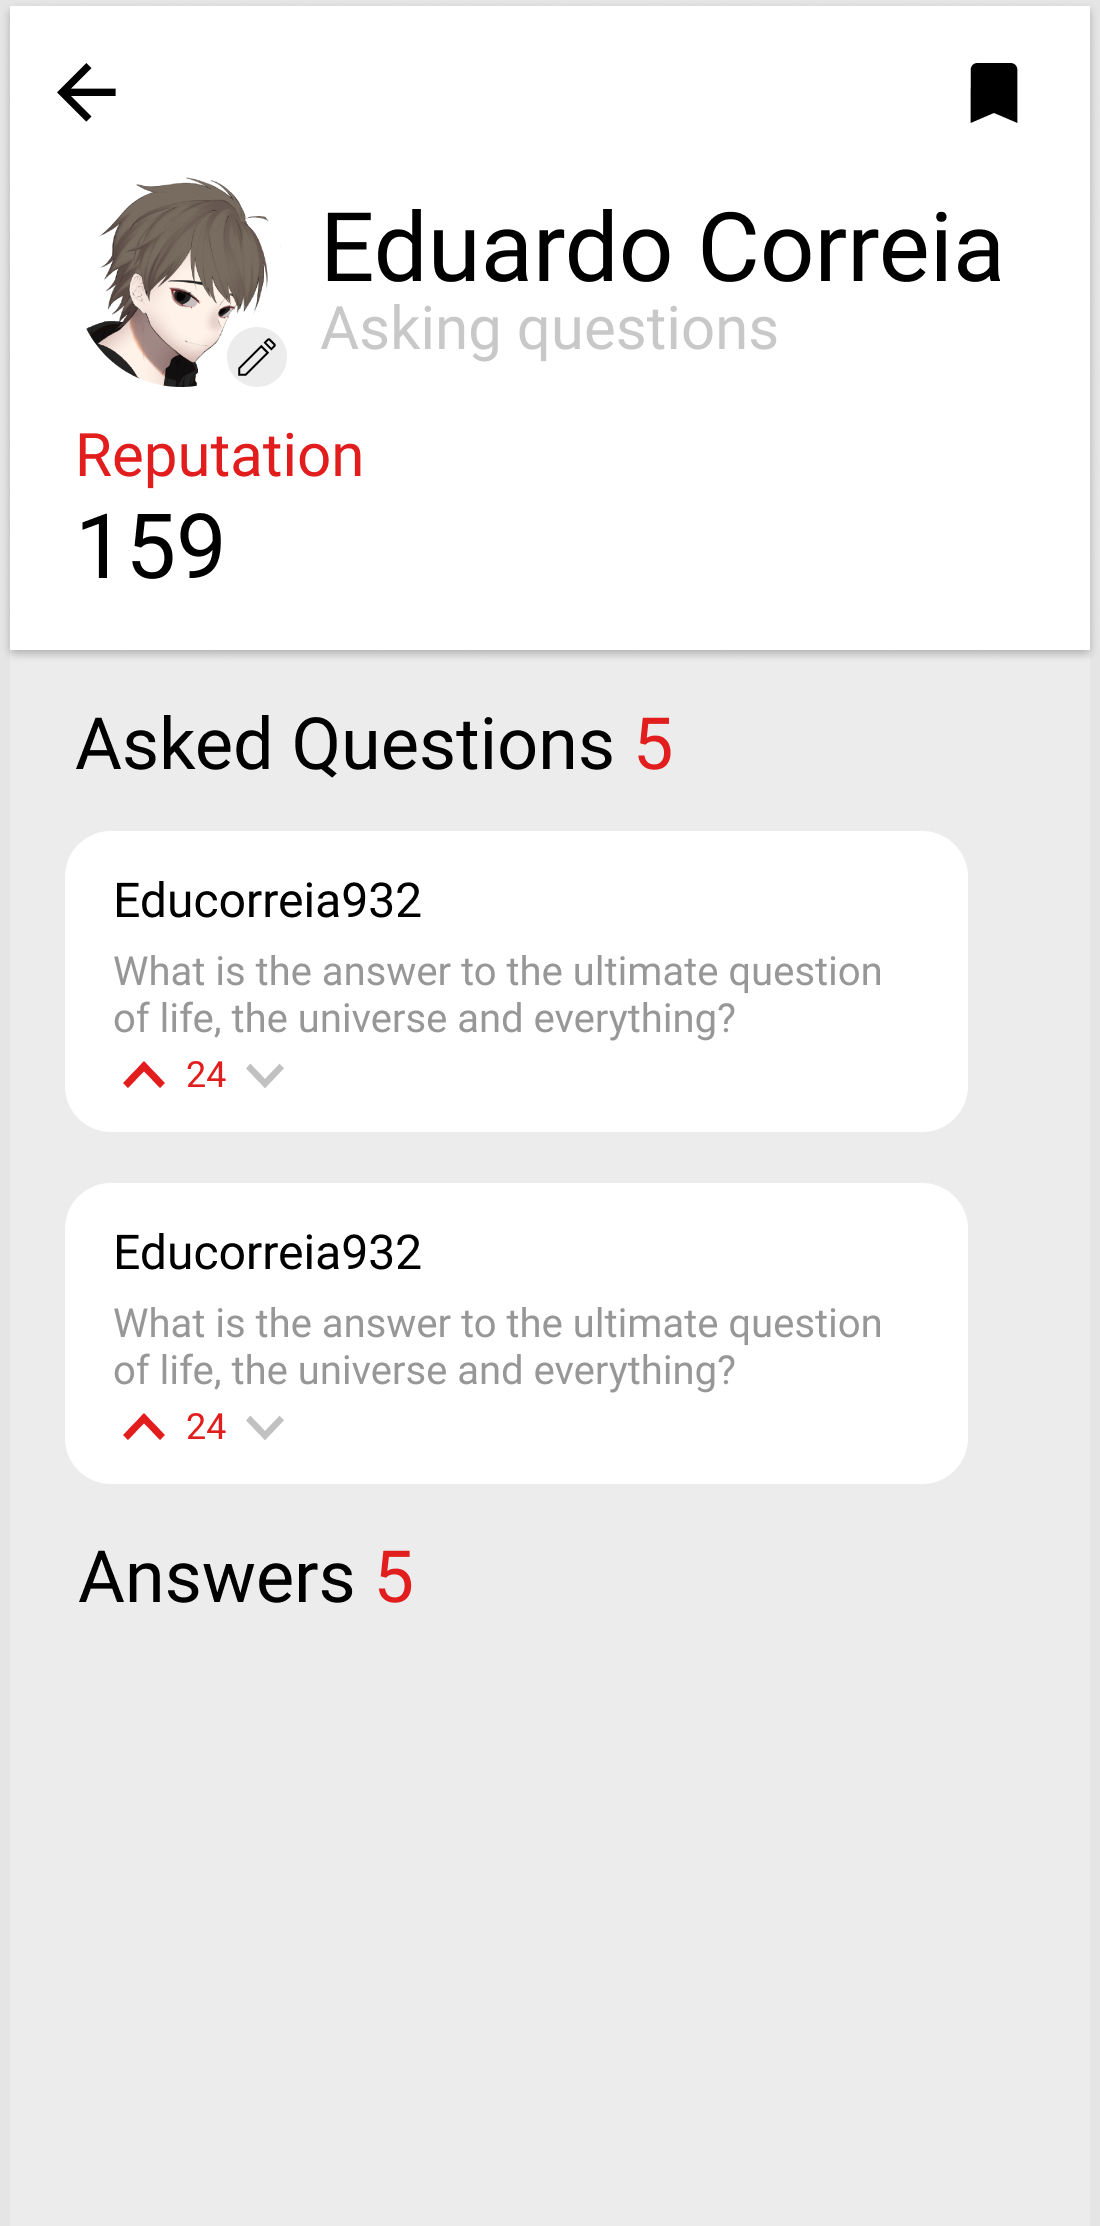 Eduardo Correia
Asking questions
Reputation
159
Asked Questions 5
Educorreia932
What is the answer to the ultimate question
of life, the universe and everything?
24
Educorreia932
What is the answer to the ultimate question
of life, the universe and everything?
24
Answers 5